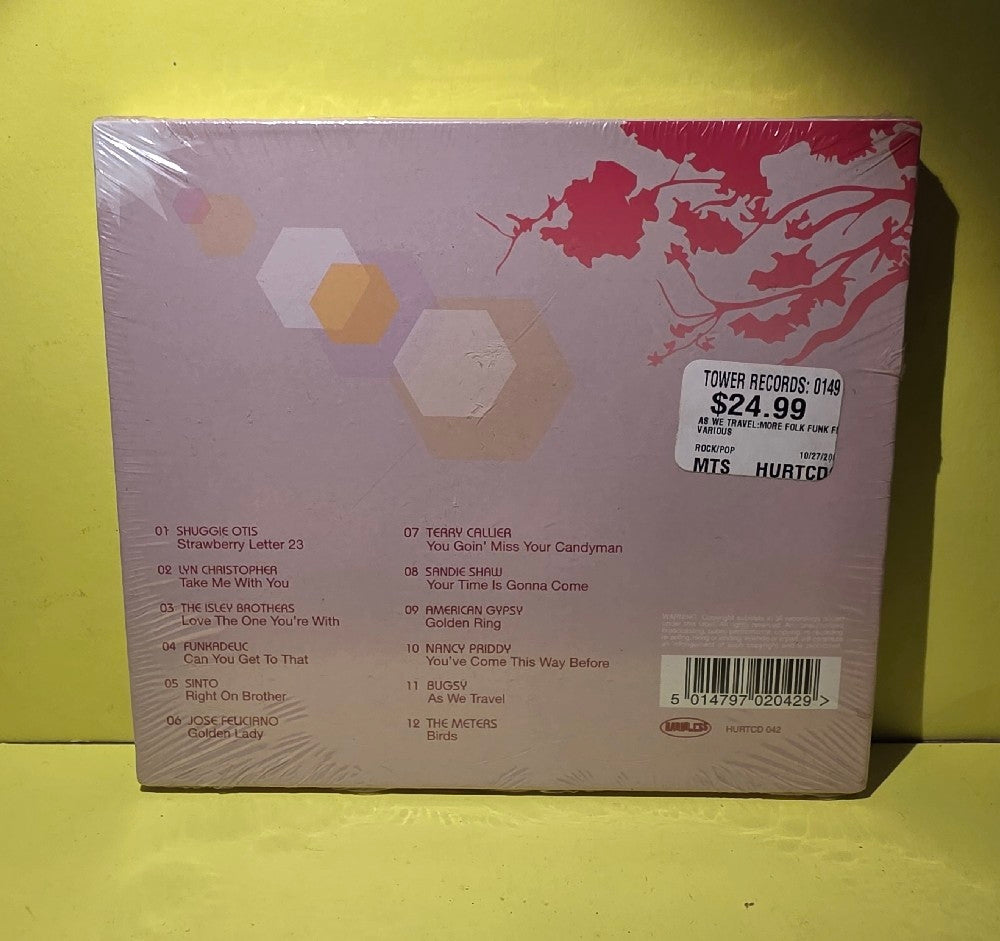 TOWER RECORDS: 0149
$24.99
AS WE TRAVEL:MORE FOLK FUNK
VARIOUS
ROCK/POP
10/27/20
MTS HURTCD
01 SHUGGIE OTIS
Strawberry Letter 23
02 LYN CHRISTOPHER
Take Me With You
03 THE ISLEY BROTHERS
Love The One You're With
04 FUNKADELIC
Can You Get To That
05 SINTO
Right On Brother
06 JOSE FELICIANO
Golden Lady
07 TERRY CALLIER
You Goin' Miss Your Candyman
08 SANDIE SHAW
Your Time Is Gonna Come
09 AMERICAN GYPSY
Golden Ring
10 NANCY PRIDDY
You've Come This Way Before
11 BUGSY
As We Travel
12 THE METERS
Birds
5 014797 020429 >
HARMLESS
HURTCD 042